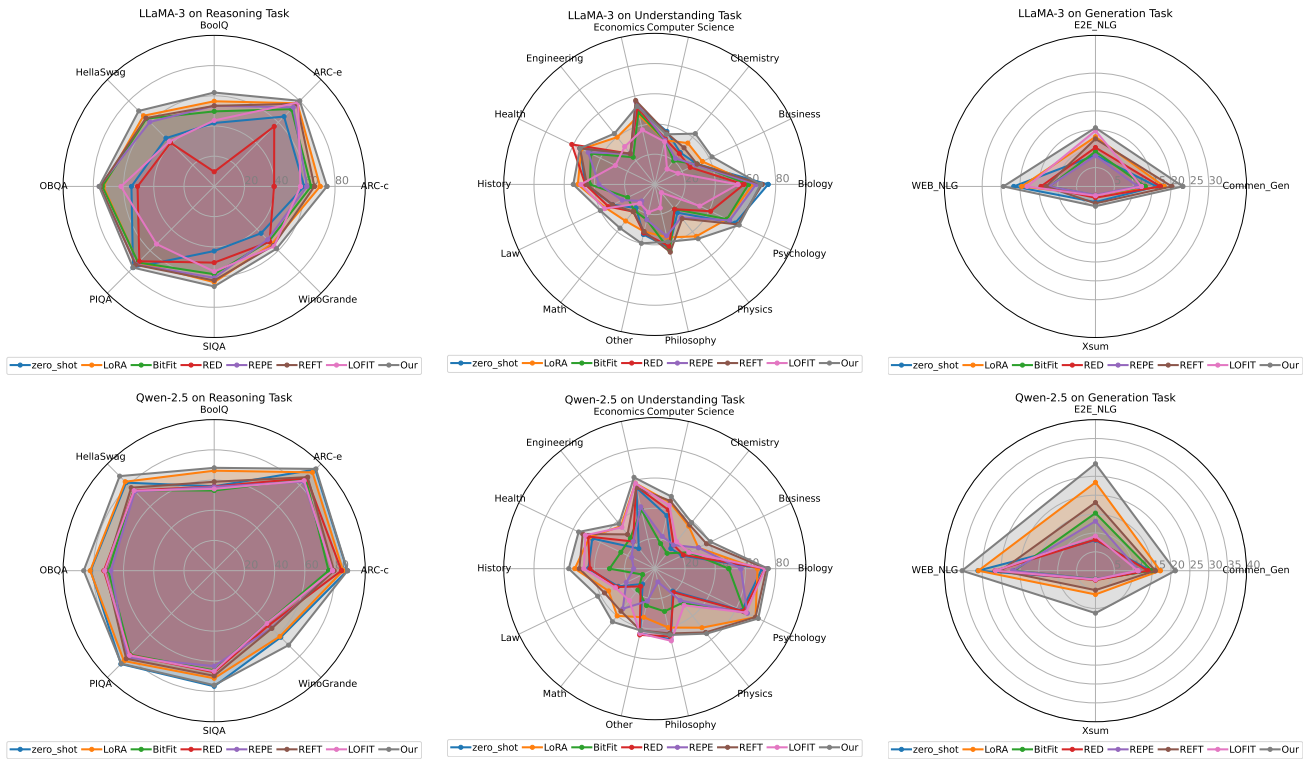 LLaMA-3 on Reasoning Task
BoolQ
HellaSwag
ARC-e
OBQA
20 40 80
ARC-c
PIQA
WinoGrande
SIQA
zero_shot LoRA BitFit RED REPE REFT LOFIT Our
LLaMA-3 on Understanding Task
Economics Computer Science
Engineering
Chemistry
Health
Business
History
80
Biology
Law
Psychology
Math
Physics
Other
Philosophy
zero_shot LoRA BitFit RED REPE REFT LOFIT Our
LLaMA-3 on Generation Task
E2E_NLG
WEB_NLG
20 25 30
Commen_Gen
Xsum
zero_shot LoRA BitFit RED REPE REFT LOFIT Our
Qwen-2.5 on Reasoning Task
BoolQ
HellaSwag
ARC-e
OBQA
ARC-c
PIQA
WinoGrande
SIQA
zero_shot LoRA BitFit RED REPE REFT LOFIT Our
Qwen-2.5 on Understanding Task
Economics Computer Science
Engineering
Chemistry
Health
Business
History
80
Biology
Law
Psychology
Math
Physics
Other
Philosophy
zero_shot LoRA BitFit RED REPE REFT LOFIT Our
Qwen-2.5 on Generation Task
E2E_NLG
WEB_NLG
15 20 25 30 35 40
Commen_Gen
Xsum
zero_shot LoRA BitFit RED REPE REFT LOFIT Our